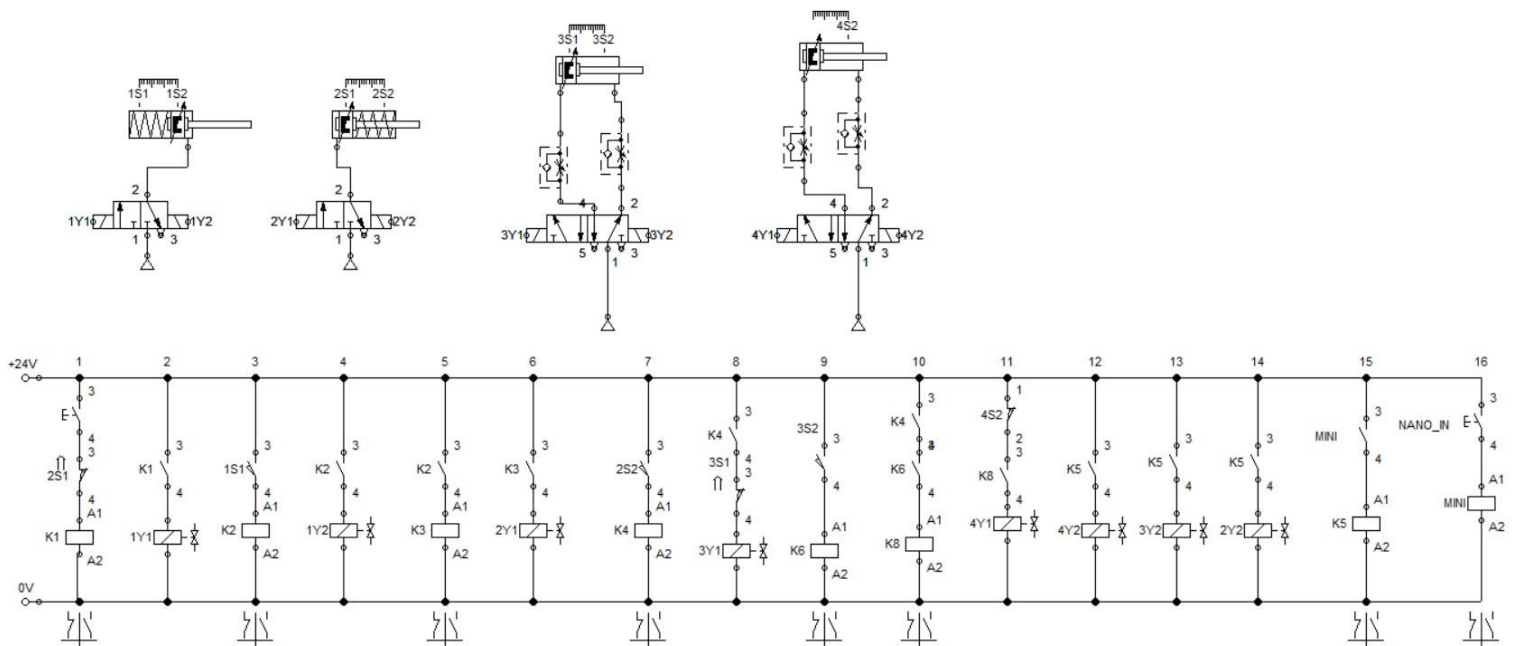 4S2
3S1 3S2
1S1 1S2
2S1 2S2
2
2
4 2
4 2
1Y1 1Y2
2Y1 2Y2
3Y1 3Y2
4Y1 4Y2
1 3
1 3
5 1 3
5 1 3
+24V 1 2 3 4 5 6 7 8 9 10 11 12 13 14 15 16
3 3 1 3 3
E 4S2 MINI NANO_IN E
4 K4 3S2 K4 2 4
3 3 3 3 3 3 3 4 3 3 3 3 3 3 4
2S1 K1 1S1 K2 K2 K3 2S2 3S1 3 K6 K8 K5 K5 K5
4 4 4 4 4 4 4 4 4 4 4 4 4 4
A1 A1 A1 A1 A1 A1 A1 A1
K1 1Y1 K2 1Y2 K3 2Y1 K4 3Y1 K6 K8 4Y1 4Y2 3Y2 2Y2 K5 MINI
A2 A2 A2 A2 A2 A2 A2 A2
0V